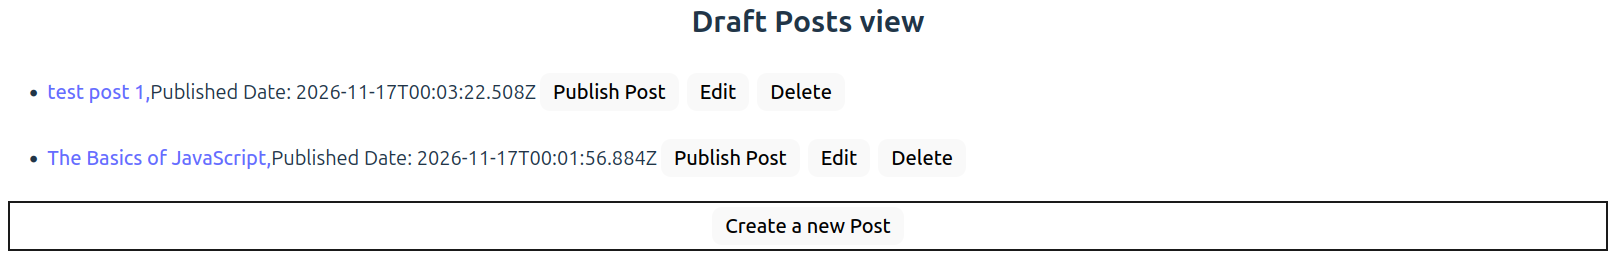 Draft Posts view
• test post 1,Published Date: 2026-11-17T00:03:22.508Z Publish Post Edit Delete
• The Basics of JavaScript,Published Date: 2026-11-17T00:01:56.884Z Publish Post Edit Delete
Create a new Post